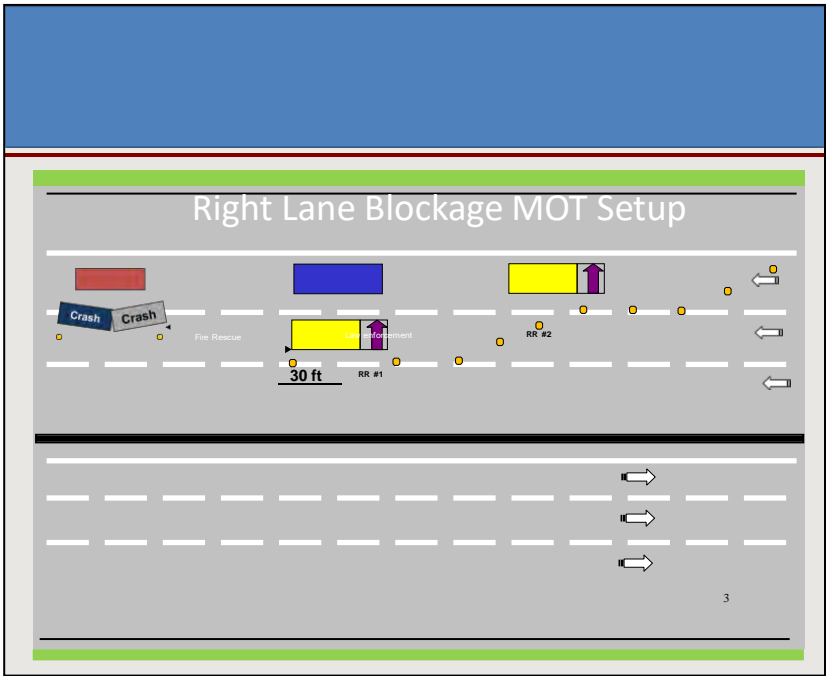 Right Lane Blockage MOT Setup
Crash Crash
Fire Rescue
Law enforcement
RR #2
30 ft
RR #1
3